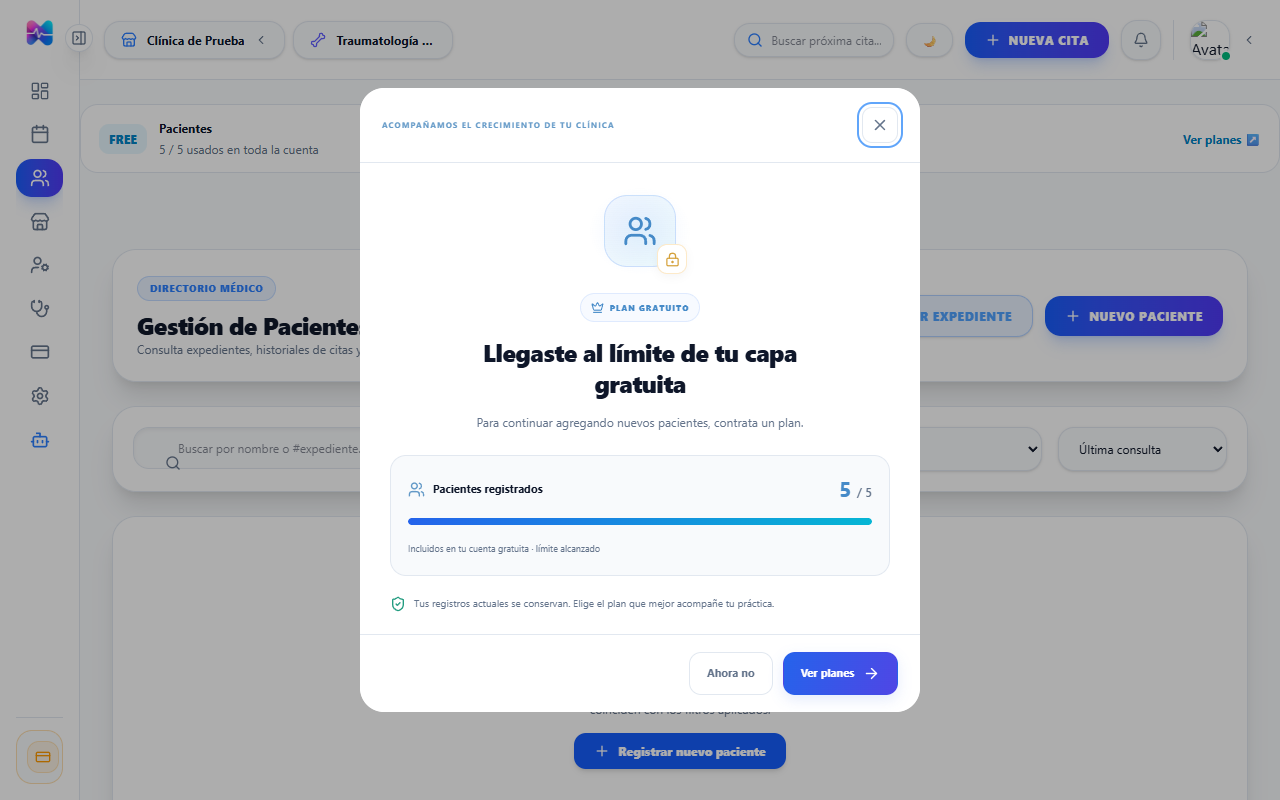 Clínica de Prueba
Traumatología ...
Buscar próxima cita...
NUEVA CITA
Avata
FREE
Pacientes
5 / 5 usados en toda la cuenta
Ver planes
ACOMPAÑAMOS EL CRECIMIENTO DE TU CLÍNICA
PLAN GRATUITO
Llegaste al límite de tu capa
gratuita
Para continuar agregando nuevos pacientes, contrata un plan.
Pacientes registrados
5 / 5
Incluidos en tu cuenta gratuita · límite alcanzado
Tus registros actuales se conservan. Elige el plan que mejor acompañe tu práctica.
Ahora no
Ver planes
DIRECTORIO MÉDICO
Gestión de Pacientes
Consulta expedientes, historiales de citas y
R EXPEDIENTE
NUEVO PACIENTE
Buscar por nombre o #expediente.
Última consulta
coinciden con los filtros aplicados.
Registrar nuevo paciente